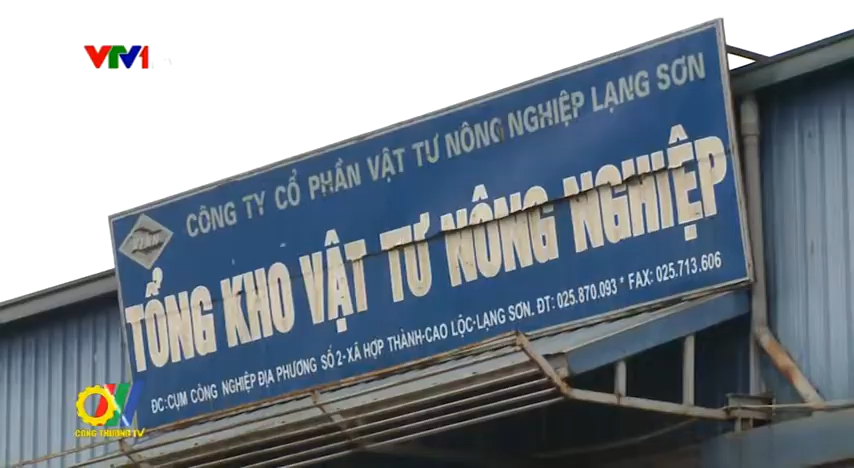 VTV1
CÔNG TY CỔ PHẦN VẬT TƯ NÔNG NGHIỆP LẠNG SƠN
TỔNG KHO VẬT TƯ NÔNG NGHIỆP
ĐC: CỤM CÔNG NGHIỆP ĐỊA PHƯƠNG SỐ 2-XÃ HỢP THÀNH-CAO LỘC-LẠNG SƠN. ĐT: 025.870.093 * FAX: 025.713.606
CÔNG THƯƠNG TV